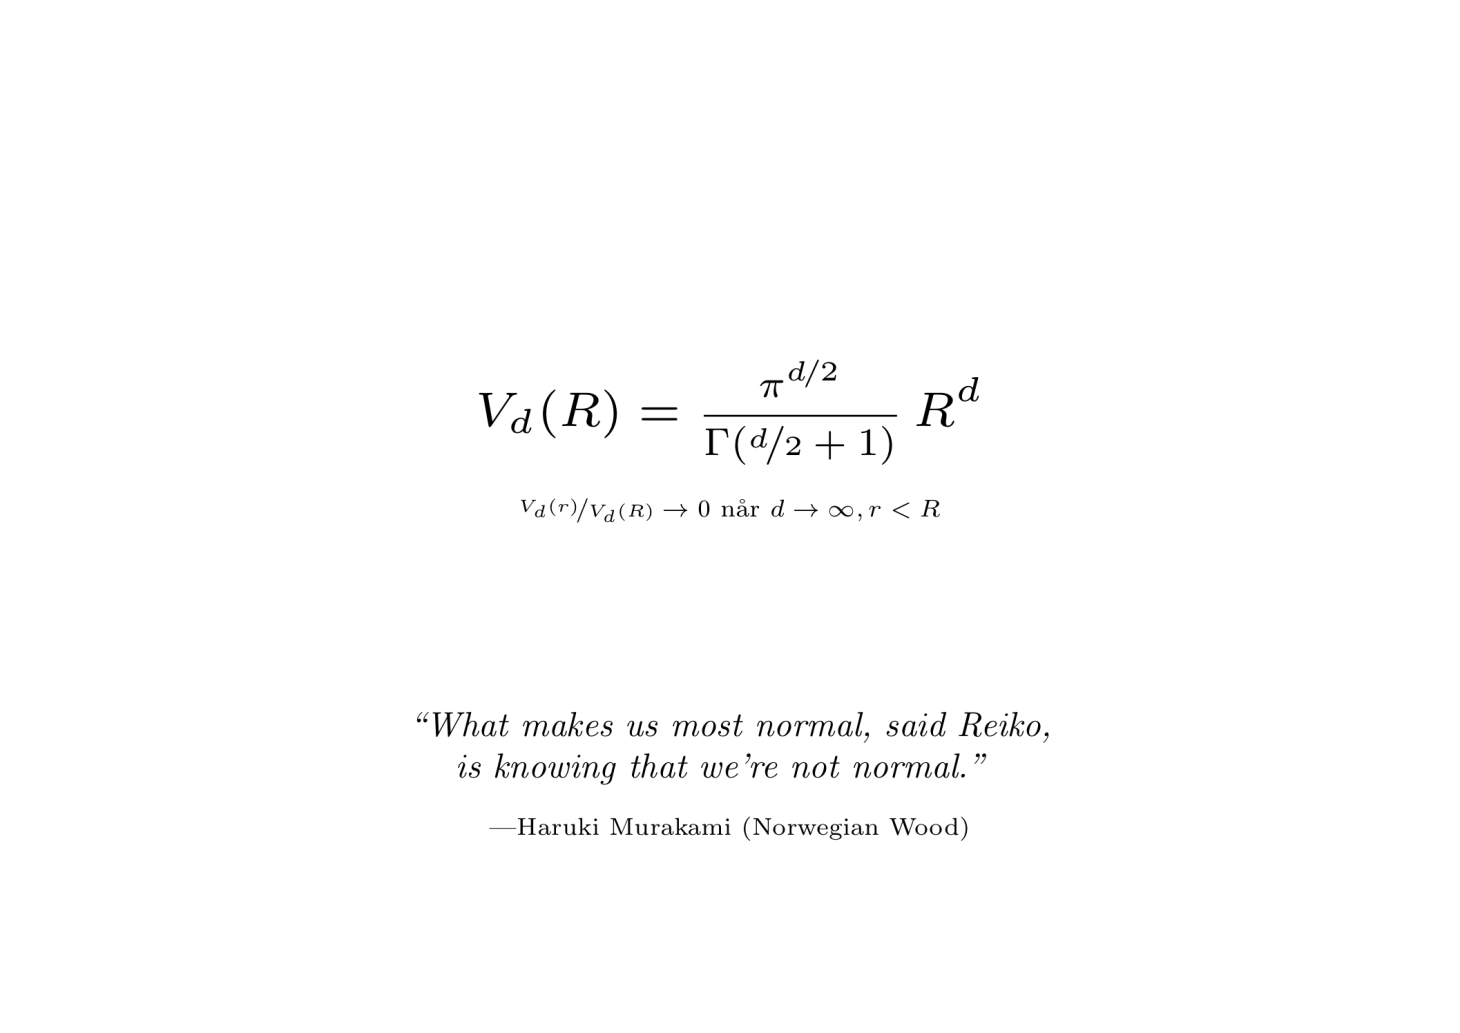 V_d(R) = \frac{π^{d/2}}{Γ(d/2 + 1)} R^d
V_d(r)/V_d(R) → 0 når d → ∞, r < R
“What makes us most normal, said Reiko,
is knowing that we’re not normal.”
—Haruki Murakami (Norwegian Wood)